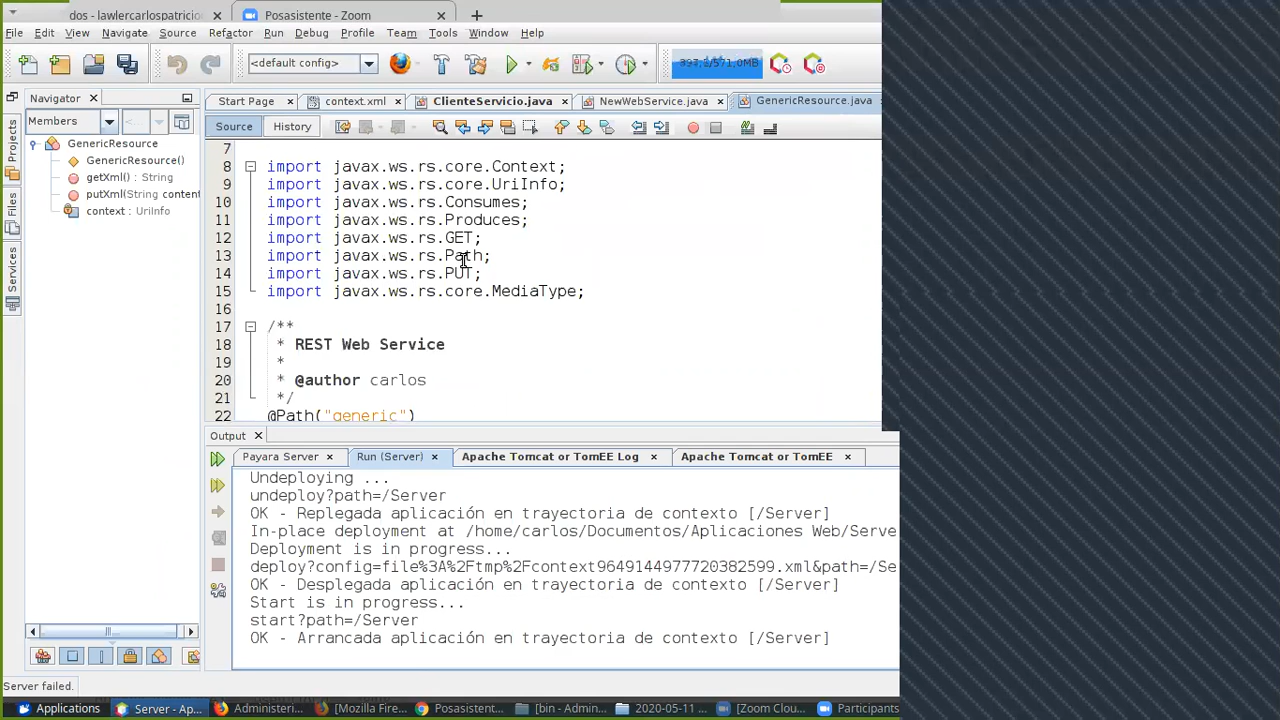 dos - lawlercarlospatricio
Posasistente - Zoom
File Edit View Navigate Source Refactor Run Debug Profile Team Tools Window Help
<default config>
Navigator
Start Page
context.xml
ClienteServicio.java
NewWebService.java
GenericResource.java
Members
Source
History
Projects
Files
Services
GenericResource
GenericResource()
getXml() : String
putXml(String content
context : UriInfo
7
8 import javax.ws.rs.core.Context;
9 import javax.ws.rs.core.UriInfo;
10 import javax.ws.rs.Consumes;
11 import javax.ws.rs.Produces;
12 import javax.ws.rs.GET;
13 import javax.ws.rs.Path;
14 import javax.ws.rs.PUT;
15 import javax.ws.rs.core.MediaType;
16
17 /**
18 * REST Web Service
19 *
20 * @author carlos
21 */
22 @Path("generic")
Output
Payara Server
Run (Server)
Apache Tomcat or TomEE Log
Apache Tomcat or TomEE
Undeploying ...
undeploy?path=/Server
OK - Replegada aplicación en trayectoria de contexto [/Server]
In-place deployment at /home/carlos/Documentos/Aplicaciones Web/Serve
Deployment is in progress...
deploy?config=file%3A%2Ftmp%2Fcontext9649144977720382599.xml&path=/Se
OK - Desplegada aplicación en trayectoria de contexto [/Server]
Start is in progress...
start?path=/Server
OK - Arrancada aplicación en trayectoria de contexto [/Server]
Server failed.
Applications
Server - Ap...
Administeri...
[Mozilla Fire...
Posasistent...
[bin - Admin...
2020-05-11 ...
[Zoom Clou...
Participants